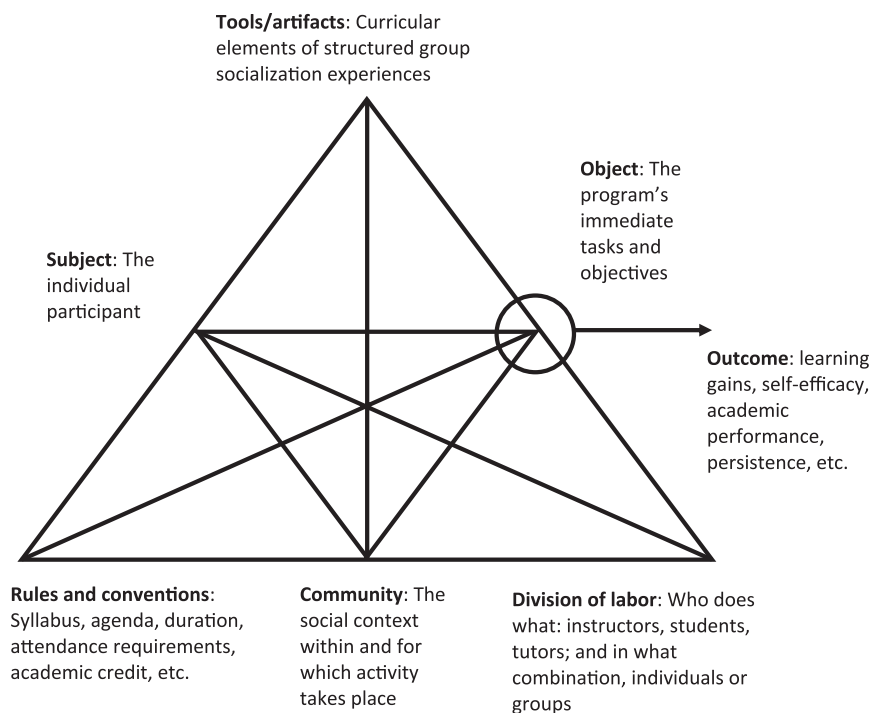 Tools/artifacts: Curricular
elements of structured group
socialization experiences
Object: The
program’s
immediate
tasks and
objectives
Subject: The
individual
participant
Outcome: learning
gains, self-efficacy,
academic
performance,
persistence, etc.
Rules and conventions:
Syllabus, agenda, duration,
attendance requirements,
academic credit, etc.
Community: The
social context
within and for
which activity
takes place
Division of labor: Who does
what: instructors, students,
tutors; and in what
combination, individuals or
groups